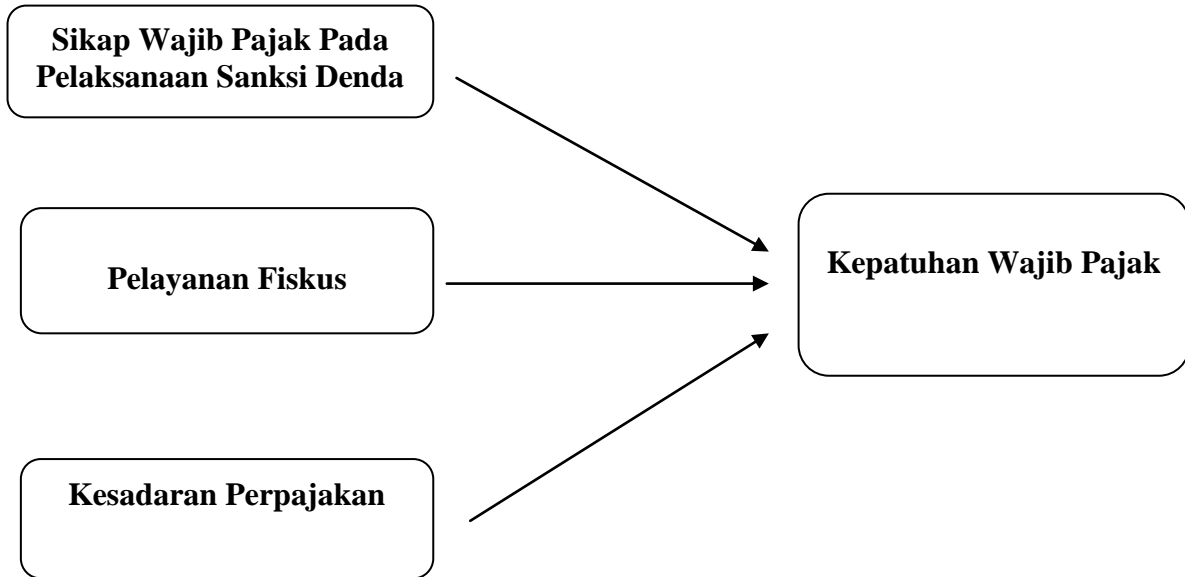 Sikap Wajib Pajak Pada
Pelaksanaan Sanksi Denda
Pelayanan Fiskus
Kepatuhan Wajib Pajak
Kesadaran Perpajakan